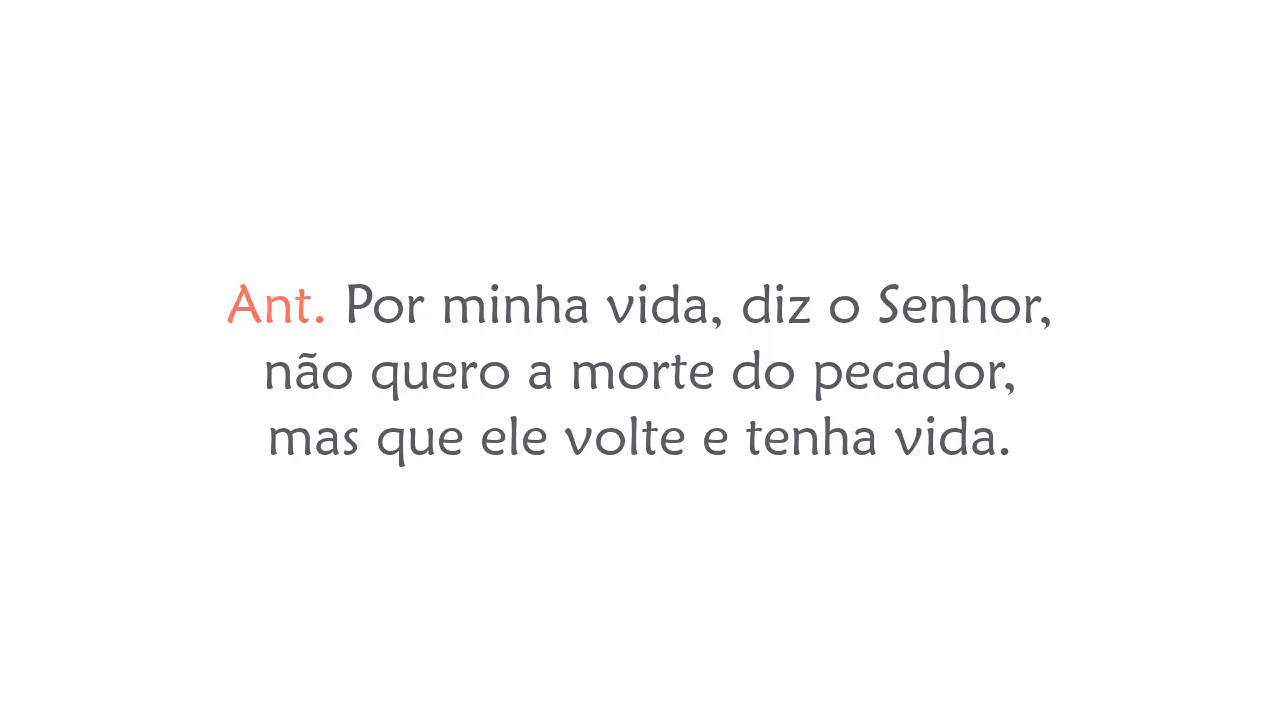 Ant. Por minha vida, diz o Senhor,
não quero a morte do pecador,
mas que ele volte e tenha vida.